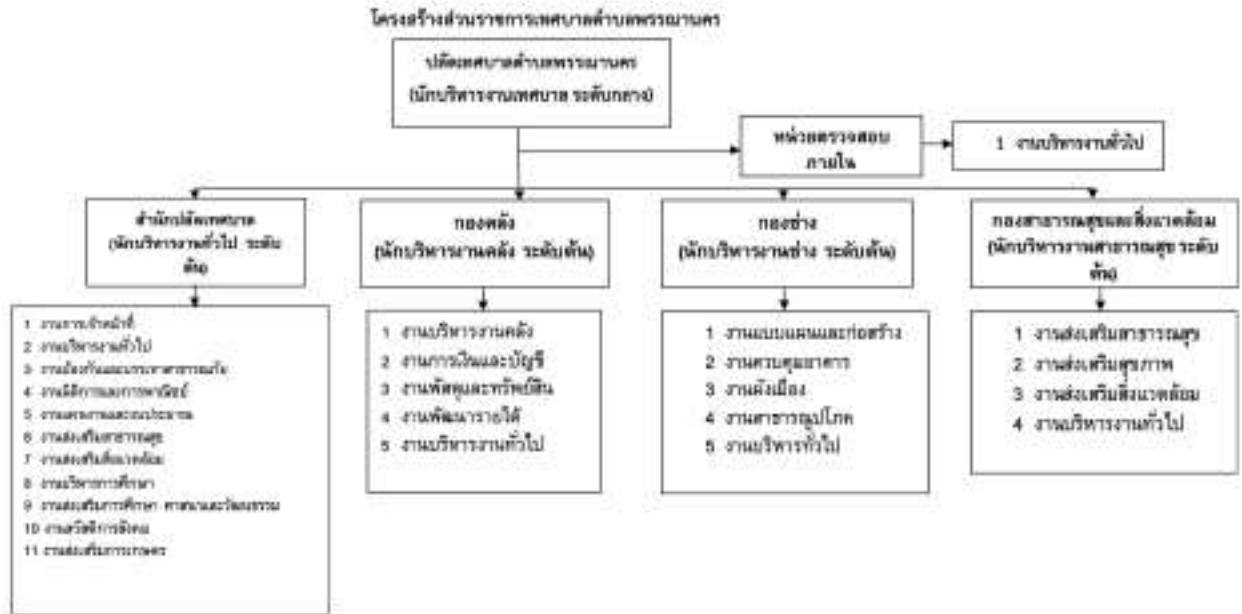 โครงสร้างส่วนราชการเทศบาลตำบลพรรณานคร
ปลัดเทศบาลตำบลพรรณานคร
(นักบริหารงานเทศบาล ระดับกลาง)
หน่วยตรวจสอบ
ภายใน
1 งานบริหารงานทั่วไป
สำนักปลัดเทศบาล
(นักบริหารงานทั่วไป ระดับ
ต้น)
1 งานการเจ้าหน้าที่
2 งานบริหารงานทั่วไป
3 งานป้องกันและบรรเทาสาธารณภัย
4 งานนิติการและการพาณิชย์
5 งานแผนงานและงบประมาณ
6 งานส่งเสริมสาธารณสุข
7 งานส่งเสริมสิ่งแวดล้อม
8 งานบริหารการศึกษา
9 งานส่งเสริมการศึกษา ศาสนาและวัฒนธรรม
10 งานสวัสดิการสังคม
11 งานส่งเสริมการเกษตร
กองคลัง
(นักบริหารงานคลัง ระดับต้น)
1 งานบริหารงานคลัง
2 งานการเงินและบัญชี
3 งานพัสดุและทรัพย์สิน
4 งานพัฒนารายได้
5 งานบริหารงานทั่วไป
กองช่าง
(นักบริหารงานช่าง ระดับต้น)
1 งานแบบแผนและก่อสร้าง
2 งานควบคุมอาคาร
3 งานผังเมือง
4 งานสาธารณูปโภค
5 งานบริหารทั่วไป
กองสาธารณสุขและสิ่งแวดล้อม
(นักบริหารงานสาธารณสุข ระดับ
ต้น)
1 งานส่งเสริมสาธารณสุข
2 งานส่งเสริมสุขภาพ
3 งานส่งเสริมสิ่งแวดล้อม
4 งานบริหารงานทั่วไป